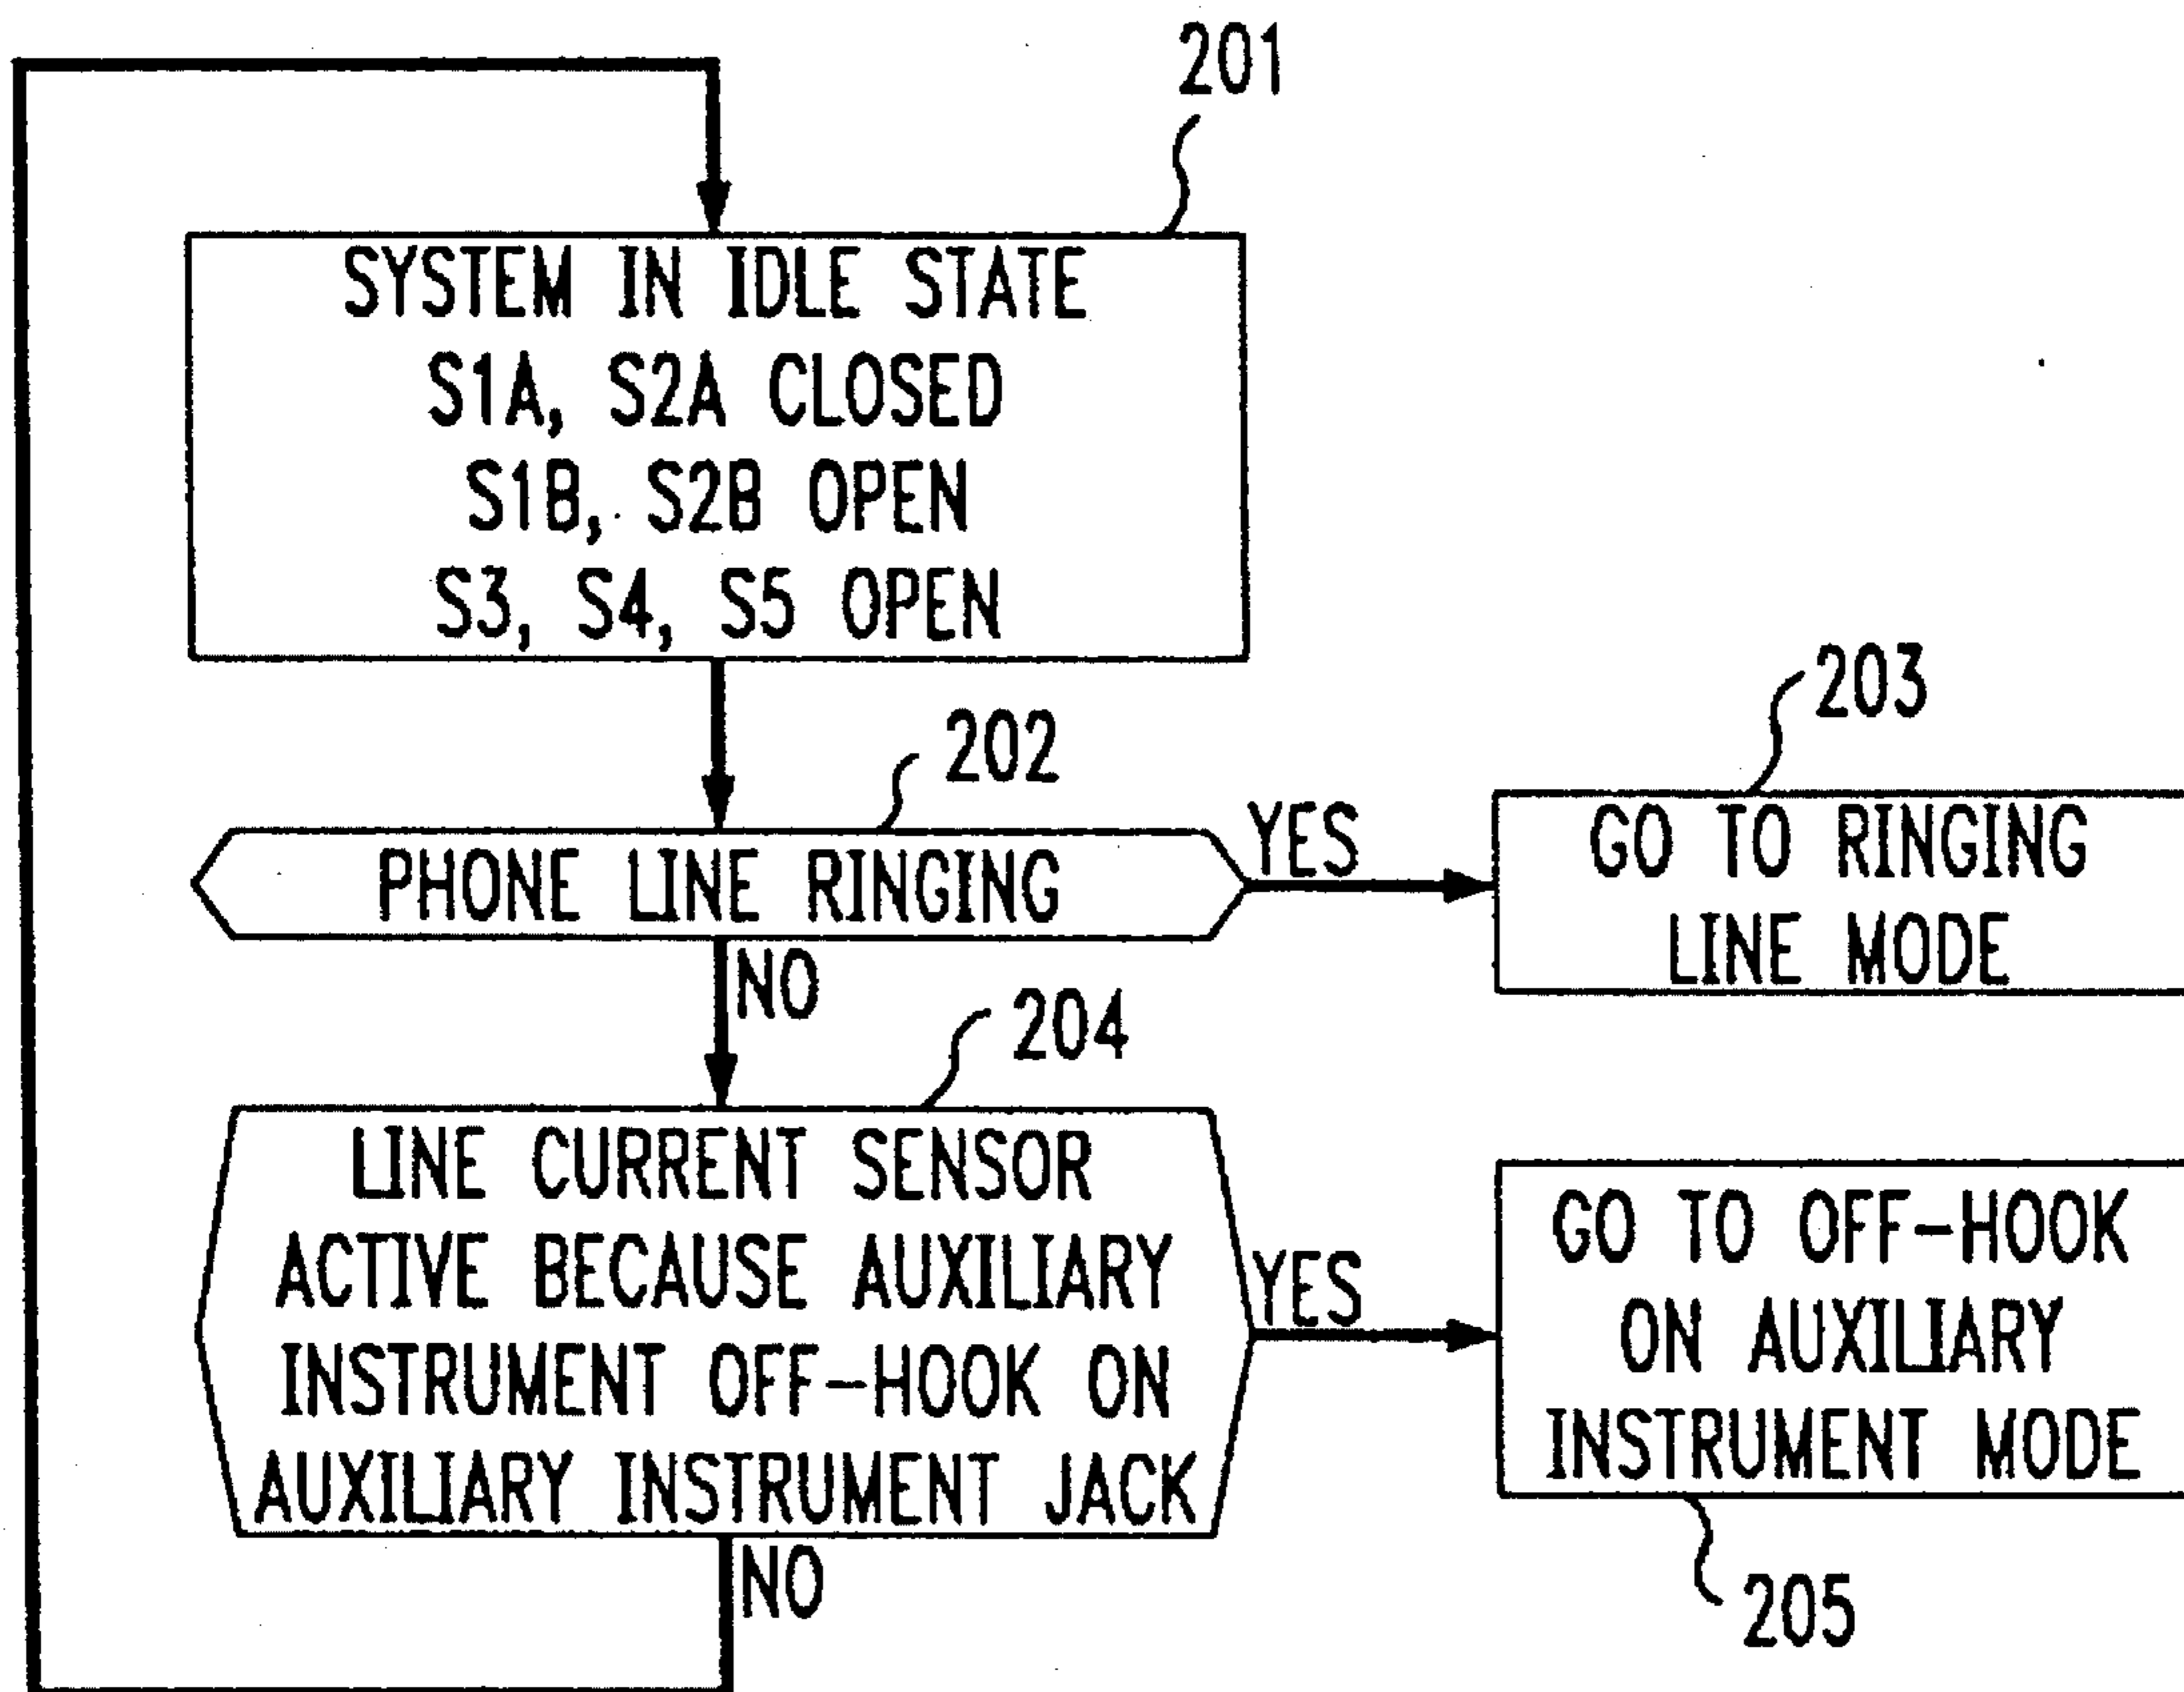 201
SYSTEM IN IDLE STATE
S1A, S2A CLOSED
S1B, S2B OPEN
S3, S4, S5 OPEN
202
PHONE LINE RINGING
YES
203
GO TO RINGING
LINE MODE
NO
204
LINE CURRENT SENSOR
ACTIVE BECAUSE AUXILIARY
INSTRUMENT OFF-HOOK ON
AUXILIARY INSTRUMENT JACK
YES
GO TO OFF-HOOK
ON AUXILIARY
INSTRUMENT MODE
205
NO